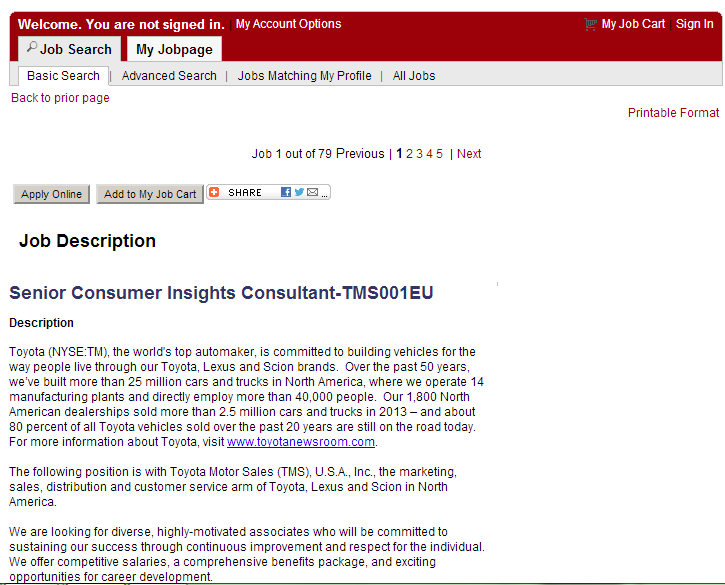 Welcome. You are not signed in. | My Account Options My Job Cart | Sign In
Job Search My Jobpage
Basic Search | Advanced Search | Jobs Matching My Profile | All Jobs
Back to prior page
Printable Format
Job 1 out of 79 Previous | 1 2 3 4 5 | Next
Apply Online Add to My Job Cart SHARE ...
Job Description
Senior Consumer Insights Consultant-TMS001EU
Description
Toyota (NYSE:TM), the world's top automaker, is committed to building vehicles for the
way people live through our Toyota, Lexus and Scion brands. Over the past 50 years,
we've built more than 25 million cars and trucks in North America, where we operate 14
manufacturing plants and directly employ more than 40,000 people. Our 1,800 North
American dealerships sold more than 2.5 million cars and trucks in 2013 – and about
80 percent of all Toyota vehicles sold over the past 20 years are still on the road today.
For more information about Toyota, visit www.toyotanewsroom.com.
The following position is with Toyota Motor Sales (TMS), U.S.A., Inc., the marketing,
sales, distribution and customer service arm of Toyota, Lexus and Scion in North
America.
We are looking for diverse, highly-motivated associates who will be committed to
sustaining our success through continuous improvement and respect for the individual.
We offer competitive salaries, a comprehensive benefits package, and exciting
opportunities for career development.